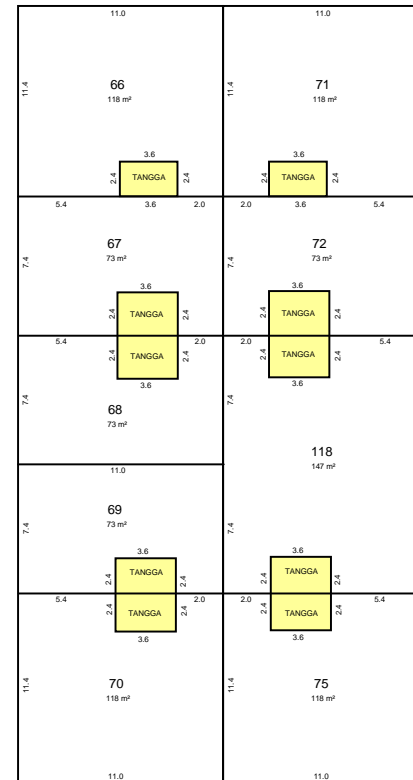 11.0 11.0
11.4 11.4
66 71
118 m² 118 m²
3.6 3.6
2.4 TANGGA 2.4 2.4 TANGGA 2.4
5.4 3.6 2.0 2.0 3.6 5.4
67 72
7.4 73 m² 7.4 73 m²
3.6 3.6
2.4 TANGGA 2.4 2.4 TANGGA 2.4
5.4 2.0 2.0 5.4
2.4 TANGGA 2.4 2.4 TANGGA 2.4
3.6 3.6
7.4 7.4
68
73 m²
118
147 m²
11.0
69
73 m²
7.4 7.4
3.6 3.6
2.4 TANGGA 2.4 2.4 TANGGA 2.4
5.4 2.0 2.0 5.4
2.4 TANGGA 2.4 2.4 TANGGA 2.4
3.6 3.6
11.4 70 11.4 75
118 m² 118 m²
11.0 11.0